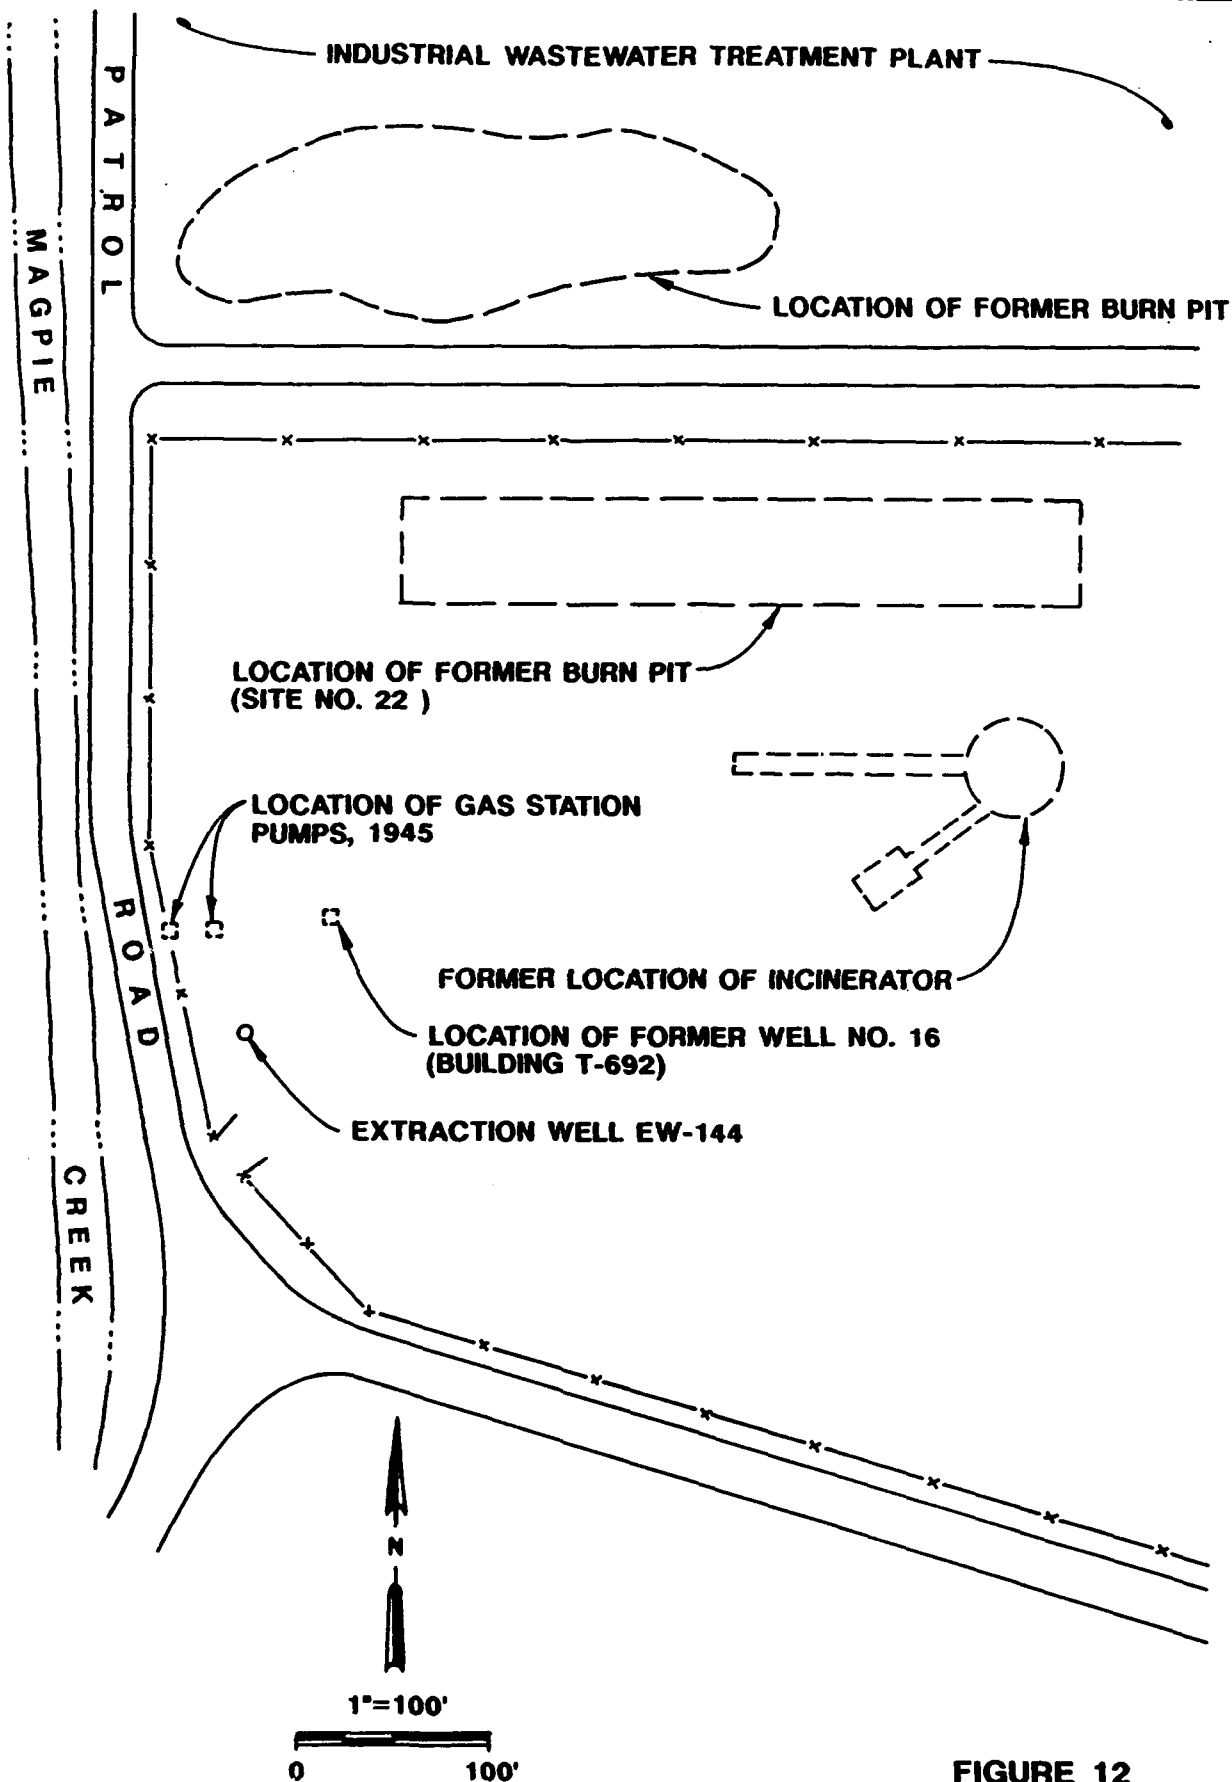 INDUSTRIAL WASTEWATER TREATMENT PLANT
PATROL
MAGPIE
LOCATION OF FORMER BURN PIT
LOCATION OF FORMER BURN PIT
(SITE NO. 22 )
LOCATION OF GAS STATION
PUMPS, 1945
ROAD
FORMER LOCATION OF INCINERATOR
LOCATION OF FORMER WELL NO. 16
(BUILDING T-692)
EXTRACTION WELL EW-144
CREEK
N
1"=100'
0 100'
FIGURE 12